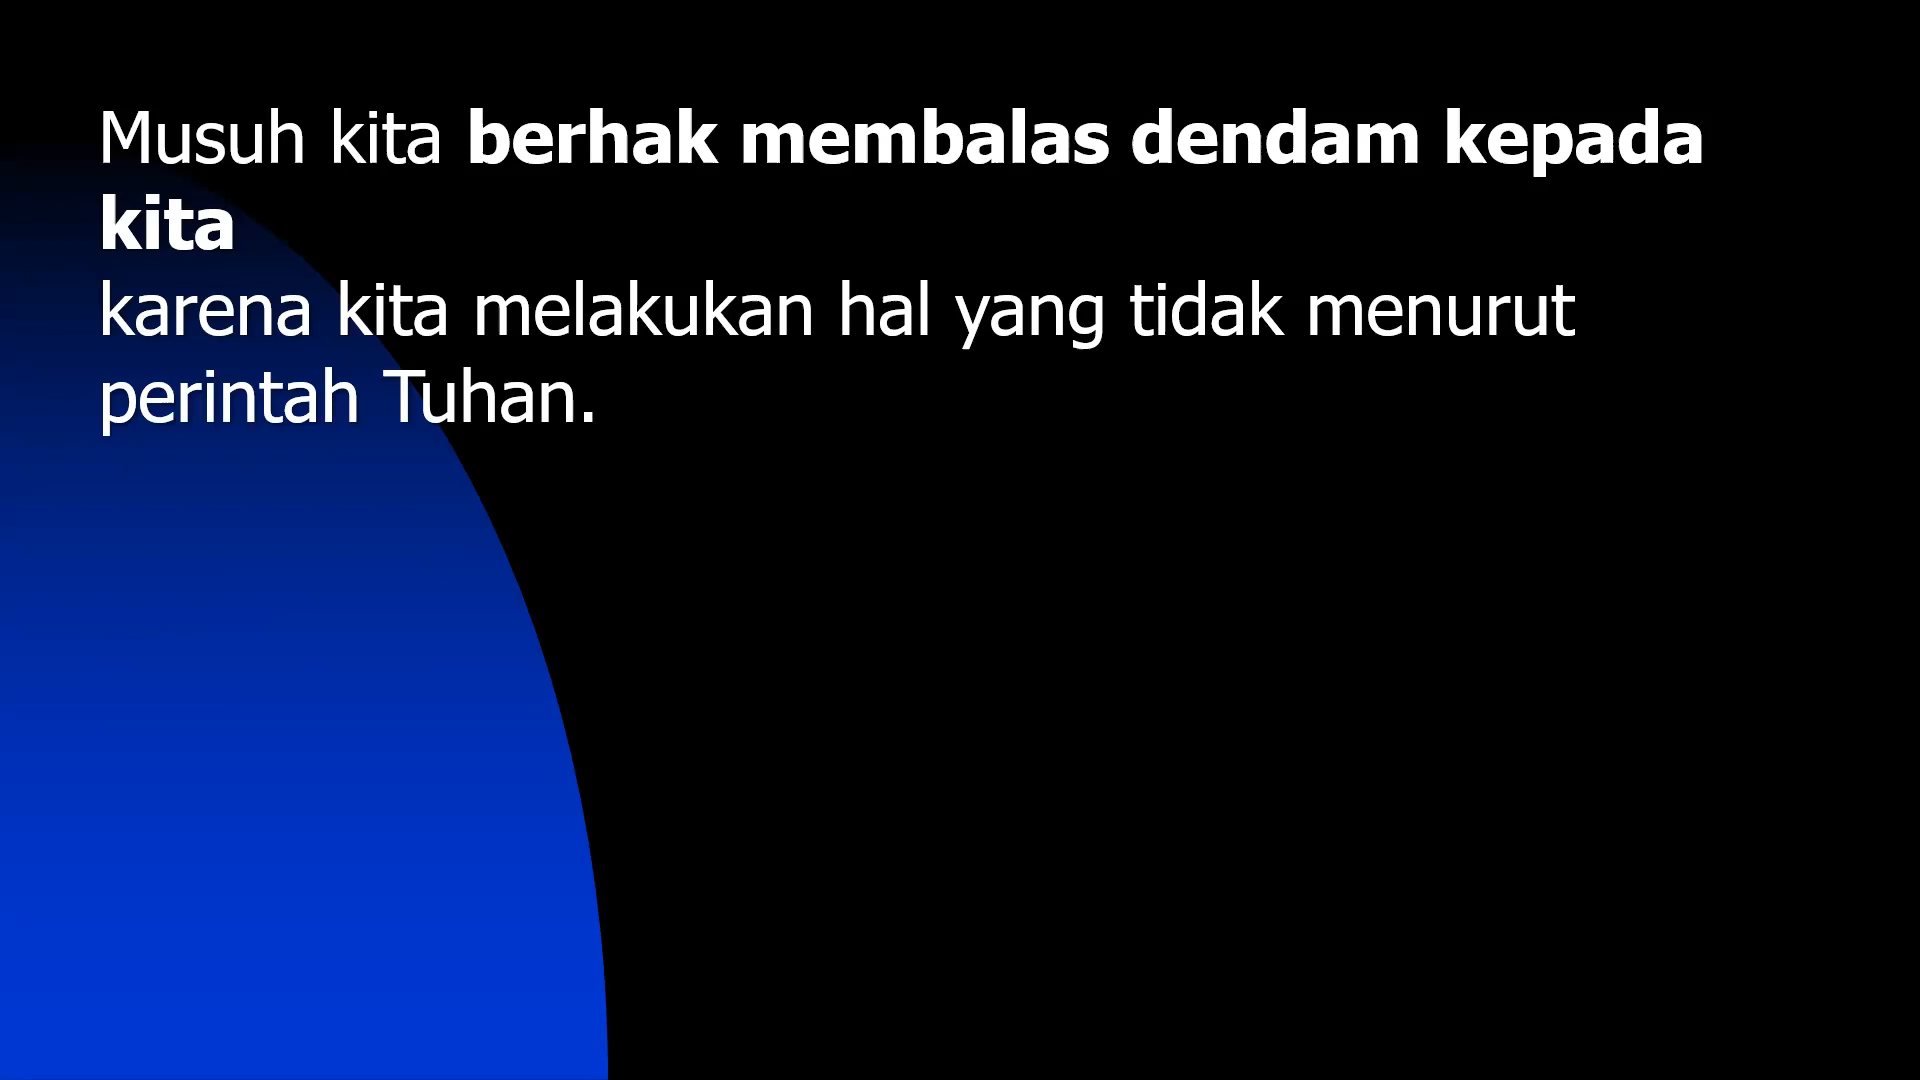 Musuh kita berhak membalas dendam kepada
kita
karena kita melakukan hal yang tidak menurut
perintah Tuhan.